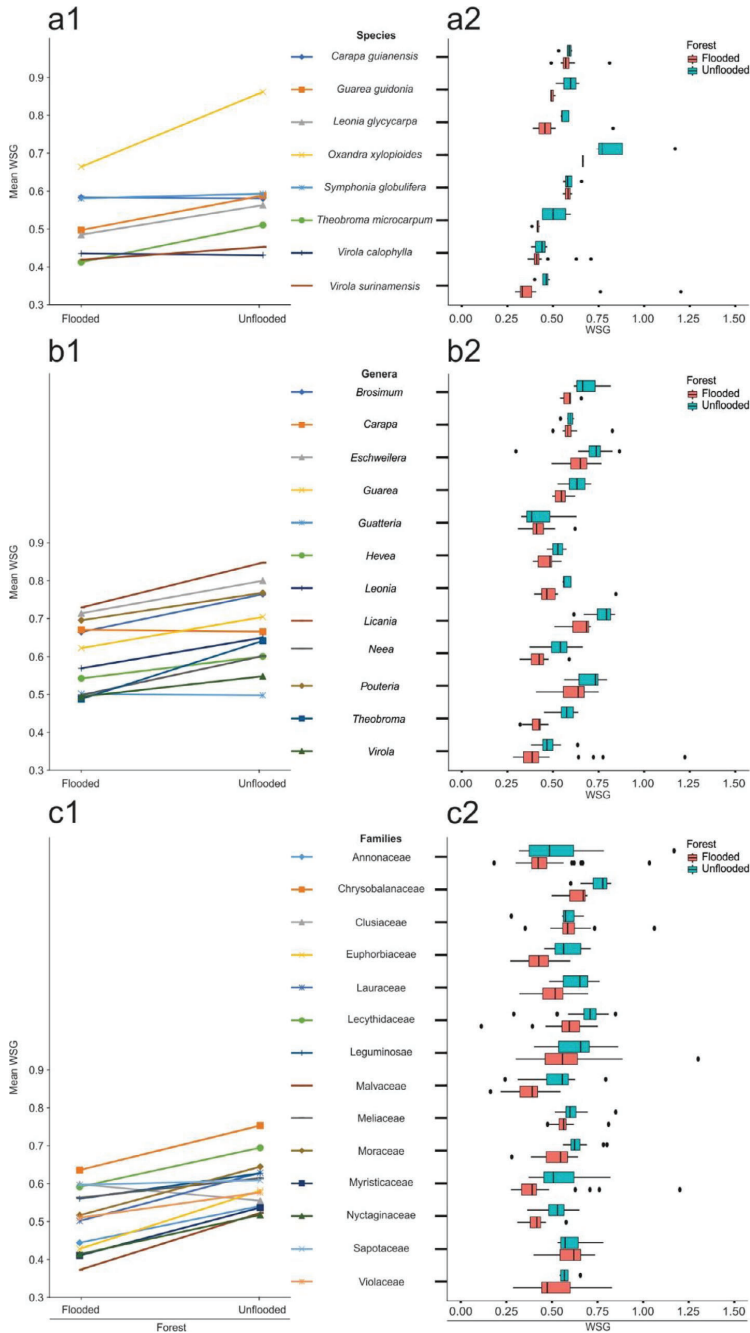 a1
a2
Species
Carapa guianensis
Guarea guidonia
Leonia glycycarpa
Oxandra xylopioides
Symphonia globulifera
Theobroma microcarpum
Virola calophylla
Virola surinamensis
Mean WSG
0.9
0.8
0.7
0.6
0.5
0.4
0.3
Flooded
Unflooded
Forest
Flooded
Unflooded
0.00
0.25
0.50
0.75
1.00
1.25
1.50
WSG
b1
b2
Genera
Brosimum
Carapa
Eschweilera
Guarea
Guatteria
Hevea
Leonia
Licania
Neea
Pouteria
Theobroma
Virola
Mean WSG
0.9
0.8
0.7
0.6
0.5
0.4
0.3
Flooded
Unflooded
Forest
Flooded
Unflooded
0.00
0.25
0.50
0.75
1.00
1.25
1.50
WSG
c1
c2
Families
Annonaceae
Chrysobalanaceae
Clusiaceae
Euphorbiaceae
Lauraceae
Lecythidaceae
Leguminosae
Malvaceae
Meliaceae
Moraceae
Myristicaceae
Nyctaginaceae
Sapotaceae
Violaceae
Mean WSG
0.9
0.8
0.7
0.6
0.5
0.4
0.3
Flooded
Unflooded
Forest
Forest
Flooded
Unflooded
0.00
0.25
0.50
0.75
1.00
1.25
1.50
WSG